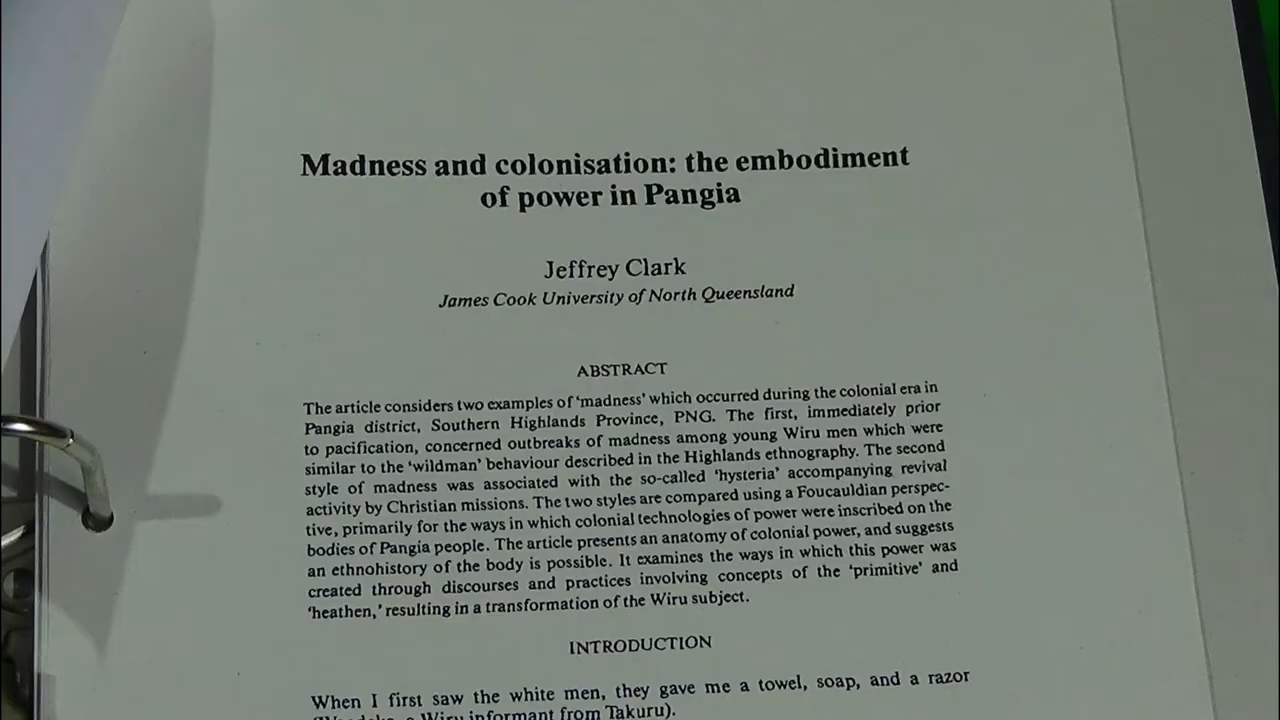 Madness and colonisation: the embodiment
of power in Pangia
Jeffrey Clark
James Cook University of North Queensland
ABSTRACT
The article considers two examples of ‘madness’ which occurred during the colonial era in
Pangia district, Southern Highlands Province, PNG. The first, immediately prior
to pacification, concerned outbreaks of madness among young Wiru men which were
similar to the ‘wildman’ behaviour described in the Highlands ethnography. The second
style of madness was associated with the so-called ‘hysteria’ accompanying revival
activity by Christian missions. The two styles are compared using a Foucauldian perspec-
tive, primarily for the ways in which colonial technologies of power were inscribed on the
bodies of Pangia people. The article presents an anatomy of colonial power, and suggests
an ethnohistory of the body is possible. It examines the ways in which this power was
created through discourses and practices involving concepts of the ‘primitive’ and
‘heathen,’ resulting in a transformation of the Wiru subject.
INTRODUCTION
When I first saw the white men, they gave me a towel, soap, and a razor
a Wiru informant from Takuru).